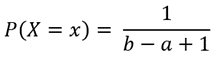 P(X = x) = 1 / (b − a + 1)